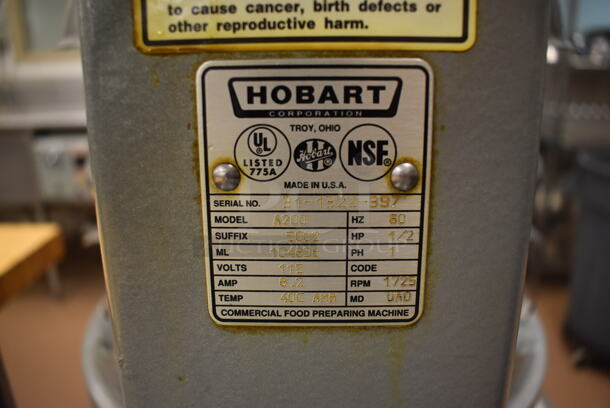 to cause cancer, birth defects or
other reproductive harm.
HOBART
CORPORATION
TROY, OHIO
UL
LISTED
775A
Hobart
NSF
MADE IN U.S.A.
SERIAL NO.
MODEL A200 HZ 60
SUFFIX HP 1/2
ML PH 1
VOLTS 115 CODE
AMP RPM 1725
TEMP 40C AMB MD
COMMERCIAL FOOD PREPARING MACHINE